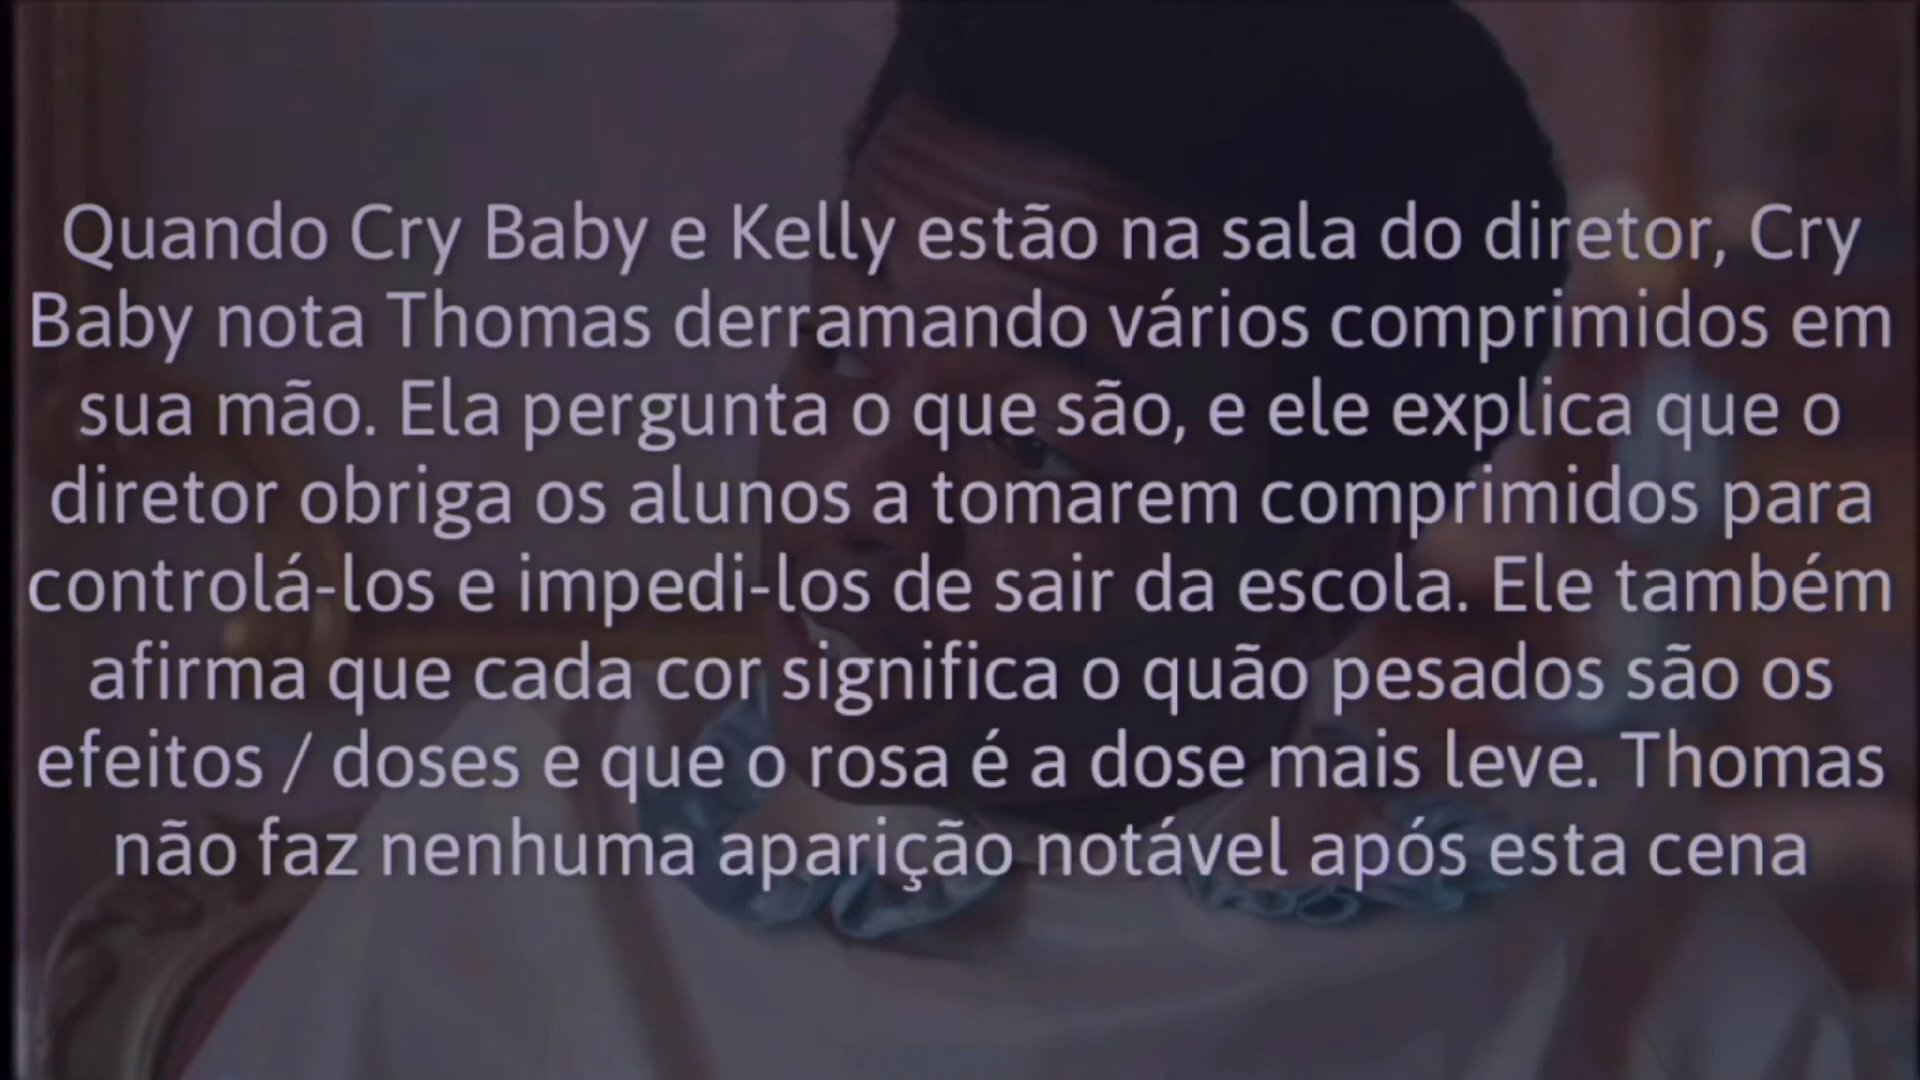 Quando Cry Baby e Kelly estão na sala do diretor, Cry
Baby nota Thomas derramando vários comprimidos em
sua mão. Ela pergunta o que são, e ele explica que o
diretor obriga os alunos a tomarem comprimidos para
controlá-los e impedi-los de sair da escola. Ele também
afirma que cada cor significa o quão pesados são os
efeitos / doses e que o rosa é a dose mais leve. Thomas
não faz nenhuma aparição notável após esta cena